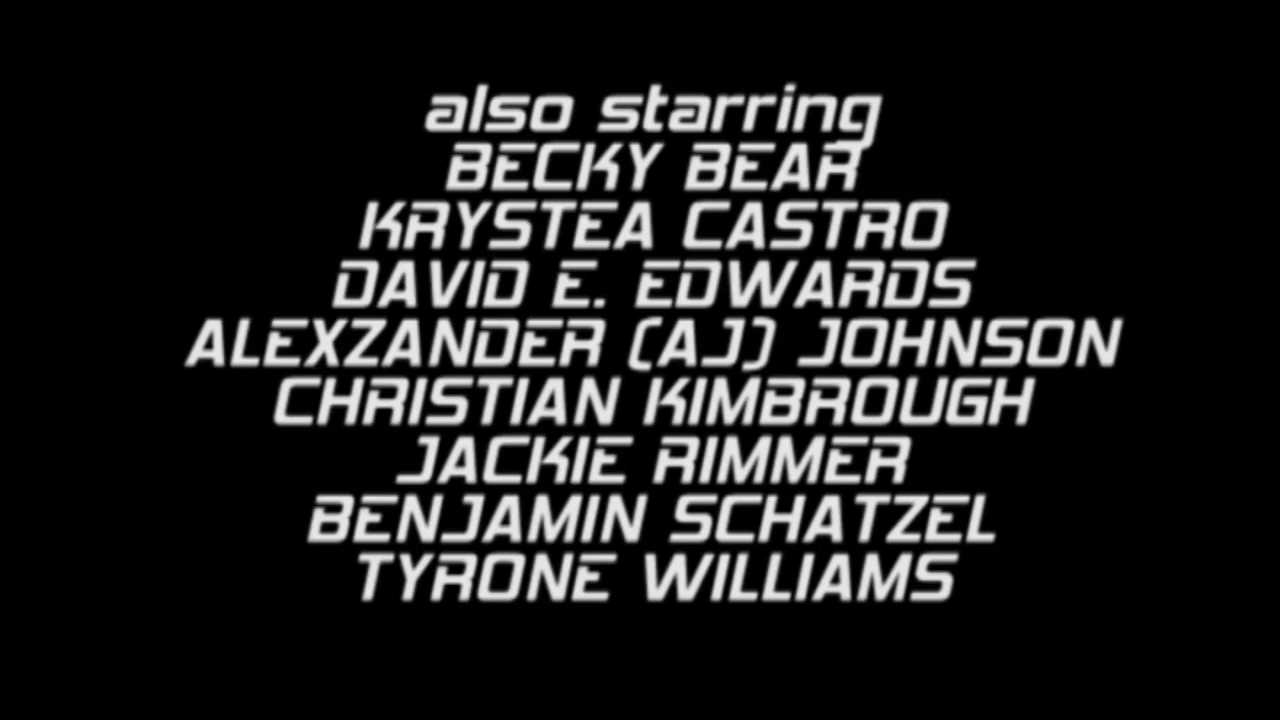 also starring
BECKY BEAR
KRYSTEA CASTRO
DAVID E. EDWARDS
ALEXZANDER (AJ) JOHNSON
CHRISTIAN KIMBROUGH
JACKIE RIMMER
BENJAMIN SCHATZEL
TYRONE WILLIAMS